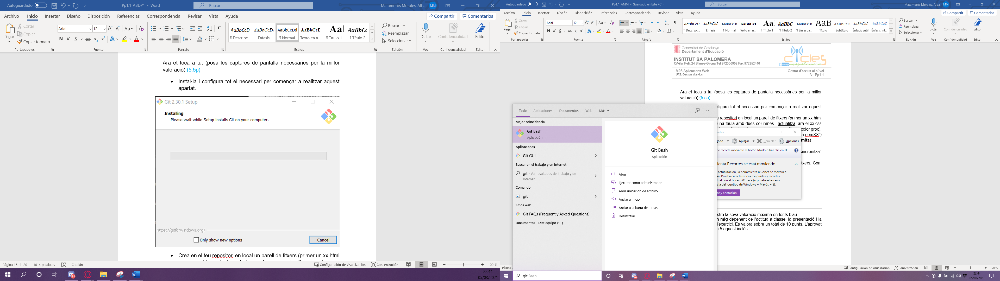 Autoguardado
Pp1.1_ABDP1 - Word
Buscar
Matamoros Morales, Alba
MM
Archivo Inicio Insertar Diseño Disposición Referencias Correspondencia Revisar Vista Ayuda
Compartir
Comentarios
Pegar
Cortar
Copiar
Copiar formato
Portapapeles
Arial
12
N K S ab x₂ x²
Fuente
Párrafo
AaBbCcDi AaBbCcDi AaBbCcDd AaBbCcD AaI AaBbCc
¶ Descripc... Énfasis ¶ Normal Texto en n... ¶ Título 1 ¶ Título 2
Estilos
Buscar
Reemplazar
Seleccionar
Edición
Dictar
Voz
Confidencialidad
Confidencialidad
Editor
Editor
Ara et toca a tu. (posa les captures de pantalla necessàries per la millor
valoració) (5.5p)
• Instal·la i configura tot el necessari per començar a realitzar aquest
apartat.
Git 2.30.1 Setup
Installing
Please wait while Setup installs Git on your computer.
https://gitforwindows.org/
Only show new options
Cancel
• Crea en el teu repositori en local un parell de fitxers (primer un xx.html
Página 16 de 20
1014 palabras
Catalán
Configuración de visualización
Concentración
100 %
22:44
05/03/2021
Autoguardado
Pp1.1_AMM - Guardado en Este PC
Buscar
Matamoros Morales, Alba
MM
Archivo Inicio Insertar Diseño Disposición Referencias Correspondencia Revisar Vista Ayuda
Compartir
Comentarios
Pegar
Cortar
Copiar
Copiar formato
Portapapeles
Arial
12
N K S ab x₂ x²
Fuente
Párrafo
¶ Descripc... Énfasis ¶ Normal Texto en n... ¶ Título 1 ¶ Título 2 ¶ Sin espa... Título Subtítulo Énfasis sutil Énfasis int...
Estilos
Buscar
Reemplazar
Seleccionar
Edición
Dictar
Voz
Confidencialidad
Confidencialidad
Editor
Editor
Generalitat de Catalunya
Departament d'Educació
INSTITUT SA PALOMERA
C/Vilar Petit 24 Blanes-Girona Tel 972350909 Fax 972352440
cicles
sapalomera
M08.Aplicacions Web
UF2. Gestors d'arxius
Gestor d'arxius al núvol
A1-Pp1.1
Ara et toca a tu. (posa les captures de pantalla necessàries per la millor
valoració) (5.5p)
figura tot el necessari per començar a realitzar aquest
u repositori en local un parell de fitxers (primer un xx.html
una taula amb dues columnes. actualitza, ara el xx.css
color groc).
va nomXX")
mits)
sincronitza'l
itxers. Com
Todo Aplicaciones Documentos Web Más
Mejor coincidencia
Git Bash
Aplicación
Aplicaciones
Git GUI
Buscar en el trabajo y en Internet
git - Ver resultados del trabajo y de
Internet
Comando
git
Sitios web
Git FAQs (Frequently Asked Questions)
Documentos - Este equipo (1+)
Git Bash
Aplicación
Abrir
Ejecutar como administrador
Abrir ubicación de archivo
Anclar a Inicio
Anclar a la barra de tareas
Desinstalar
cortes
Modo
Aplazar
Cancelar
Opciones
de recorte mediante el botón Modo o haz clic en el
ienta Recortes se está moviendo...
actualización, la herramienta reCortes se moverá a
sa. Prueba características mejoradas y recortes
tual con el boceto & trace (o prueba el acceso
cla del logotipo de Windows + Mayús + S).
te y anotación
stra la seva valoració màxima en fonts blau.
n mig depenent de l'actitud a classe, la presentació i la
l'exercici. Es valora sobre un total de 10 punts. L'aprovat
e 5 aquest inclòs.
Página
Configuración de visualización
Concentración
100 %
git Bash
22:44
05/03/2021